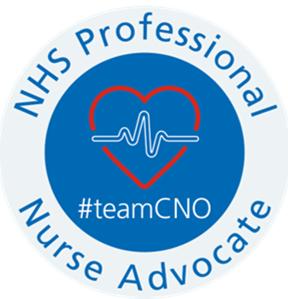 NHS Professional
#teamCNO
Nurse Advocate